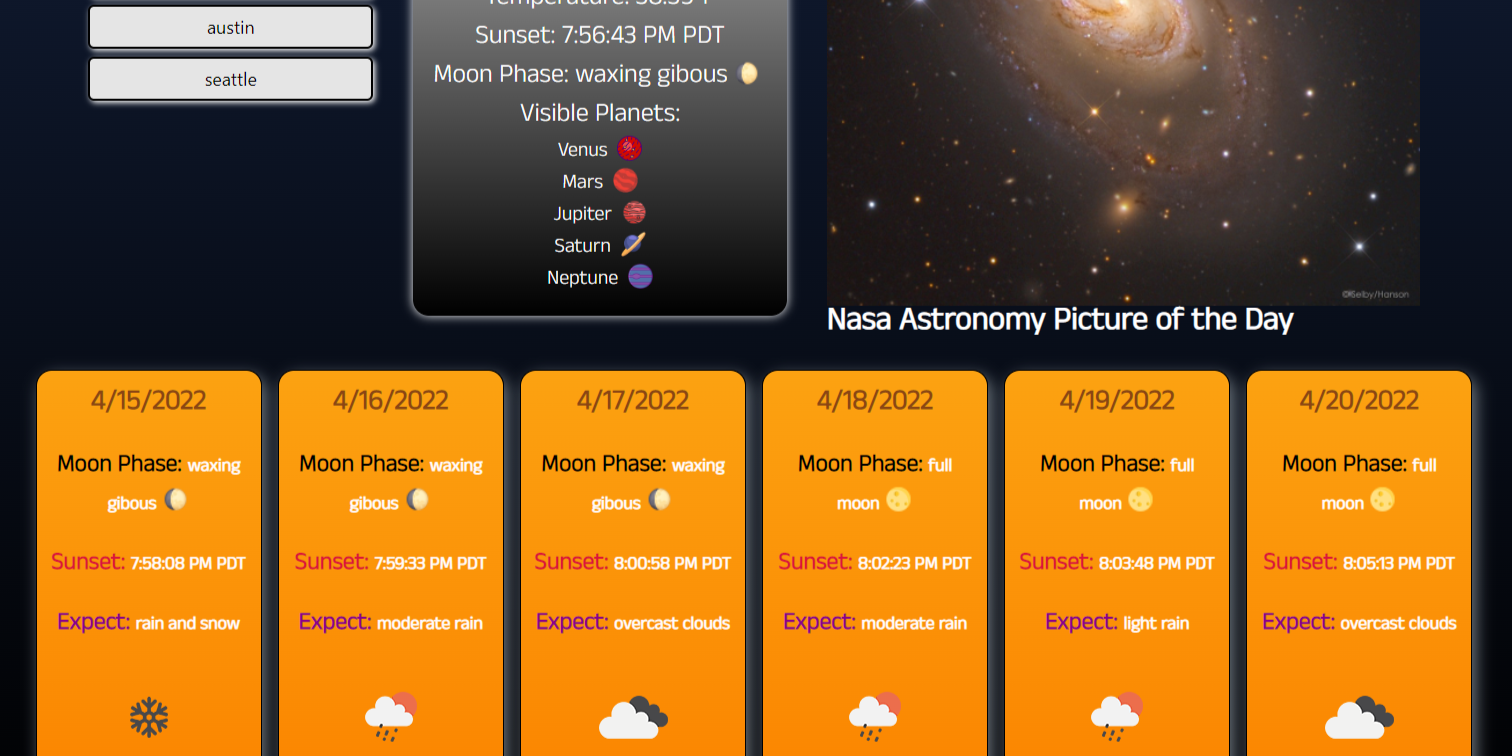 austin
seattle
Sunset: 7:56:43 PM PDT
Moon Phase: waxing gibous
Visible Planets:
Venus
Mars
Jupiter
Saturn
Neptune
©Gelby/Hanson
Nasa Astronomy Picture of the Day
4/15/2022
Moon Phase: waxing
gibous
Sunset: 7:58:08 PM PDT
Expect: rain and snow
4/16/2022
Moon Phase: waxing
gibous
Sunset: 7:59:33 PM PDT
Expect: moderate rain
4/17/2022
Moon Phase: waxing
gibous
Sunset: 8:00:58 PM PDT
Expect: overcast clouds
4/18/2022
Moon Phase: full
moon
Sunset: 8:02:23 PM PDT
Expect: moderate rain
4/19/2022
Moon Phase: full
moon
Sunset: 8:03:48 PM PDT
Expect: light rain
4/20/2022
Moon Phase: full
moon
Sunset: 8:05:13 PM PDT
Expect: overcast clouds